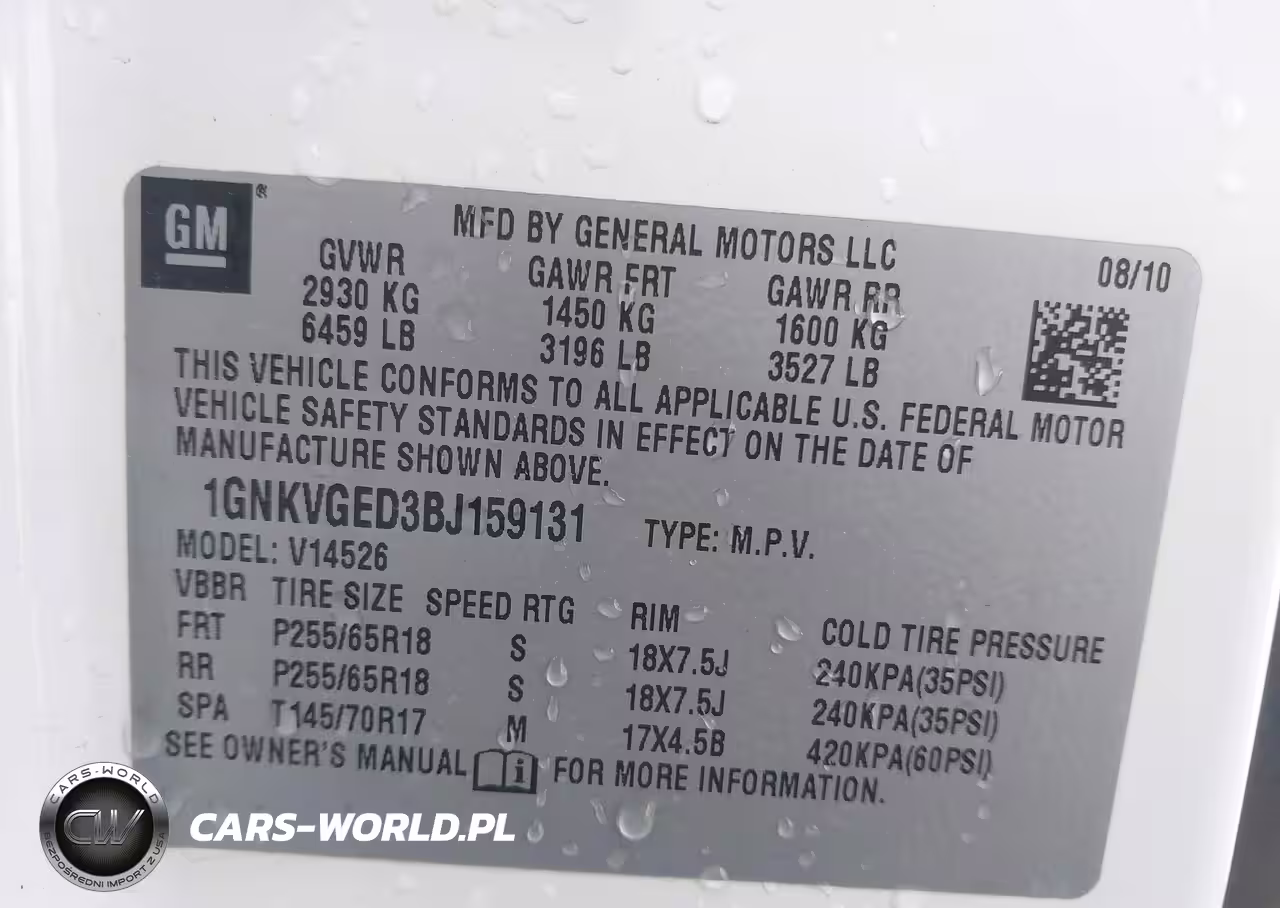 GM ®
MFD BY GENERAL MOTORS LLC
08/10
GVWR GAWR FRT GAWR RR
2930 KG 1450 KG 1600 KG
6459 LB 3196 LB 3527 LB
THIS VEHICLE CONFORMS TO ALL APPLICABLE U.S. FEDERAL MOTOR
VEHICLE SAFETY STANDARDS IN EFFECT ON THE DATE OF
MANUFACTURE SHOWN ABOVE.
1GNKVGED3BJ159131 TYPE: M.P.V.
MODEL: V14526
VBBR TIRE SIZE SPEED RTG RIM COLD TIRE PRESSURE
FRT P255/65R18 S 18X7.5J 240KPA(35PSI)
RR P255/65R18 S 18X7.5J 240KPA(35PSI)
SPA T145/70R17 M 17X4.5B 420KPA(60PSI)
SEE OWNER'S MANUAL i FOR MORE INFORMATION.
CARS-WORLD
CW
BEZPOŚREDNI IMPORT Z USA
CARS-WORLD.PL